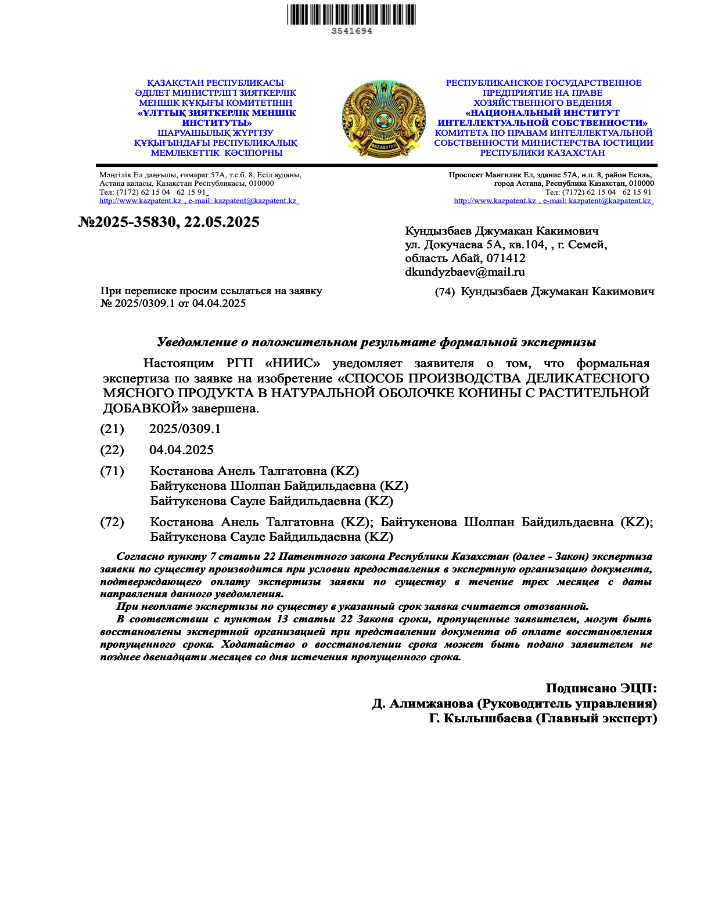 3541694
ҚАЗАҚСТАН РЕСПУБЛИКАСЫ
ӘДІЛЕТ МИНИСТРЛІГІ ЗИЯТКЕРЛІК
МЕНШІК ҚҰҚЫҒЫ КОМИТЕТІНІҢ
«ҰЛТТЫҚ ЗИЯТКЕРЛІК МЕНШІК
ИНСТИТУТЫ»
ШАРУАШЫЛЫҚ ЖҮРГІЗУ
ҚҰҚЫҒЫНДАҒЫ РЕСПУБЛИКАЛЫҚ
МЕМЛЕКЕТТІК КӘСІПОРНЫ
РЕСПУБЛИКАНСКОЕ ГОСУДАРСТВЕННОЕ
ПРЕДПРИЯТИЕ НА ПРАВЕ
ХОЗЯЙСТВЕННОГО ВЕДЕНИЯ
«НАЦИОНАЛЬНЫЙ ИНСТИТУТ
ИНТЕЛЛЕКТУАЛЬНОЙ СОБСТВЕННОСТИ»
КОМИТЕТА ПО ПРАВАМ ИНТЕЛЛЕКТУАЛЬНОЙ
СОБСТВЕННОСТИ МИНИСТЕРСТВА ЮСТИЦИИ
РЕСПУБЛИКИ КАЗАХСТАН
Мәңгілік Ел даңғылы, ғимарат 57А, т.е.б. 8, Есіл ауданы,
Астана қаласы, Қазақстан Республикасы, 010000
Тел: (7172) 62 15 04 62 15 91
http://www.kazpatent.kz , e-mail: kazpatent@kazpatent.kz
Проспект Мангилик Ел, здание 57А, н.п. 8, район Есиль,
город Астана, Республика Казахстан, 010000
Тел: (7172) 62 15 04 62 15 91
http://www.kazpatent.kz , e-mail: kazpatent@kazpatent.kz
№2025-35830, 22.05.2025
Кундызбаев Джумакан Какимович
ул. Докучаева 5А, кв.104, , г. Семей,
область Абай, 071412
dkundyzbaev@mail.ru
При переписке просим ссылаться на заявку
№ 2025/0309.1 от 04.04.2025
(74) Кундызбаев Джумакан Какимович
Уведомление о положительном результате формальной экспертизы
Настоящим РГП «НИИС» уведомляет заявителя о том, что формальная
экспертиза по заявке на изобретение «СПОСОБ ПРОИЗВОДСТВА ДЕЛИКАТЕСНОГО
МЯСНОГО ПРОДУКТА В НАТУРАЛЬНОЙ ОБОЛОЧКЕ КОНИНЫ С РАСТИТЕЛЬНОЙ
ДОБАВКОЙ» завершена.
(21) 2025/0309.1
(22) 04.04.2025
(71) Костанова Анель Талгатовна (KZ)
Байтукенова Шолпан Байдильдаевна (KZ)
Байтукенова Сауле Байдильдаевна (KZ)
(72) Костанова Анель Талгатовна (KZ); Байтукенова Шолпан Байдильдаевна (KZ);
Байтукенова Сауле Байдильдаевна (KZ)
Согласно пункту 7 статьи 22 Патентного закона Республики Казахстан (далее - Закон) экспертиза
заявки по существу производится при условии предоставления в экспертную организацию документа,
подтверждающего оплату экспертизы заявки по существу в течение трех месяцев с даты
направления данного уведомления.
При неоплате экспертизы по существу в указанный срок заявка считается отозванной.
В соответствии с пунктом 13 статьи 22 Закона сроки, пропущенные заявителем, могут быть
восстановлены экспертной организацией при представлении документа об оплате восстановления
пропущенного срока. Ходатайство о восстановлении срока может быть подано заявителем не
позднее двенадцати месяцев со дня истечения пропущенного срока.
Подписано ЭЦП:
Д. Алимжанова (Руководитель управления)
Г. Кылышбаева (Главный эксперт)